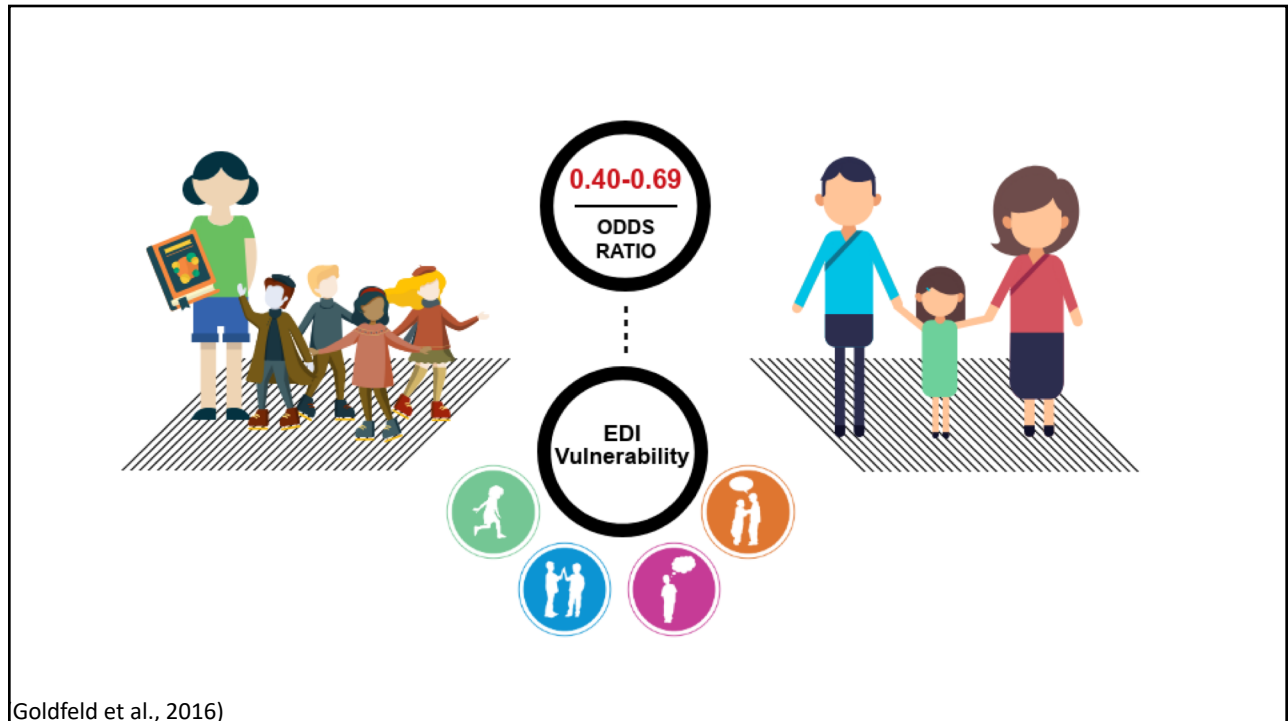 0.40-0.69
ODDS
RATIO
EDI
Vulnerability
(Goldfeld et al., 2016)